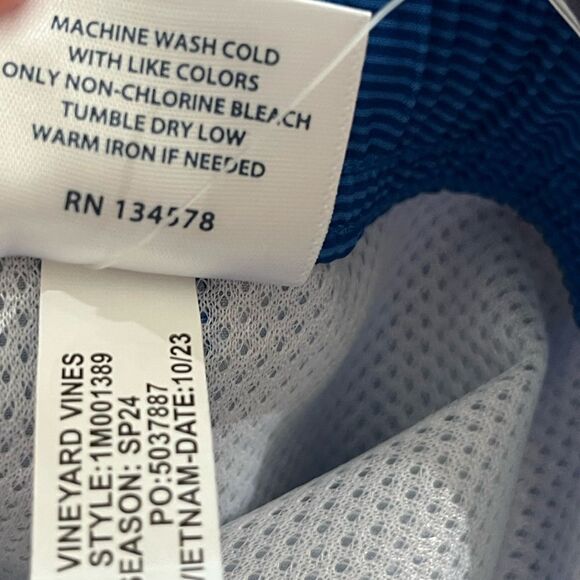 MACHINE WASH COLD
WITH LIKE COLORS
ONLY NON-CHLORINE BLEACH
TUMBLE DRY LOW
WARM IRON IF NEEDED
RN 134578
VINEYARD VINES
STYLE:1M001389
SEASON: SP24
PO:5037887
VIETNAM-DATE:10/23